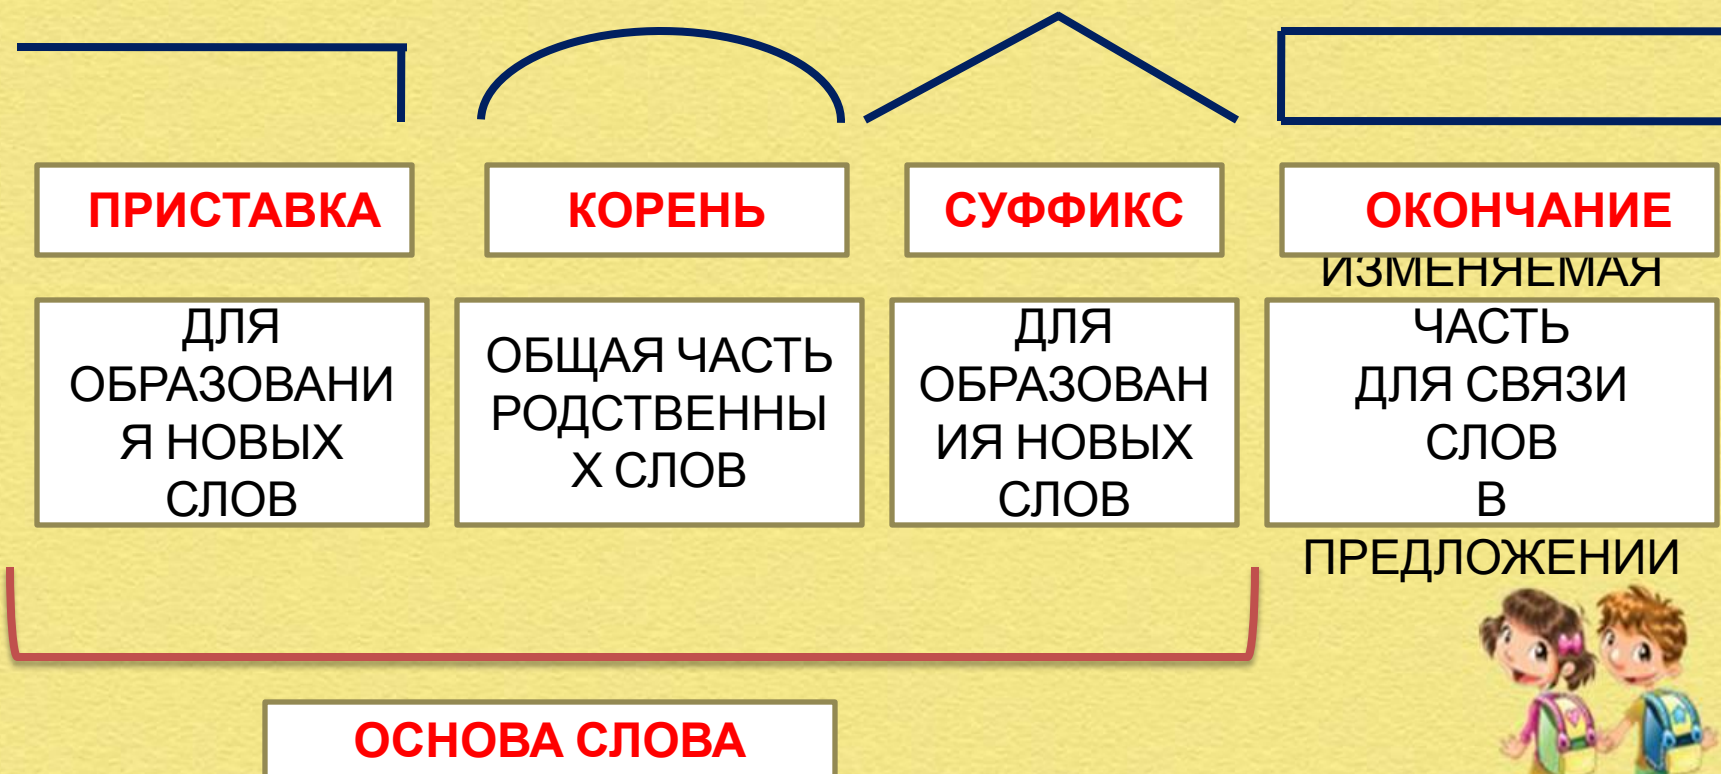 ПРИСТАВКА
КОРЕНЬ
СУФФИКС
ОКОНЧАНИЕ
ДЛЯ
ОБРАЗОВАНИ
Я НОВЫХ
СЛОВ
ОБЩАЯ ЧАСТЬ
РОДСТВЕННЫ
Х СЛОВ
ДЛЯ
ОБРАЗОВАН
ИЯ НОВЫХ
СЛОВ
ИЗМЕНЯЕМАЯ
ЧАСТЬ
ДЛЯ СВЯЗИ
СЛОВ
В
ПРЕДЛОЖЕНИИ
ОСНОВА СЛОВА